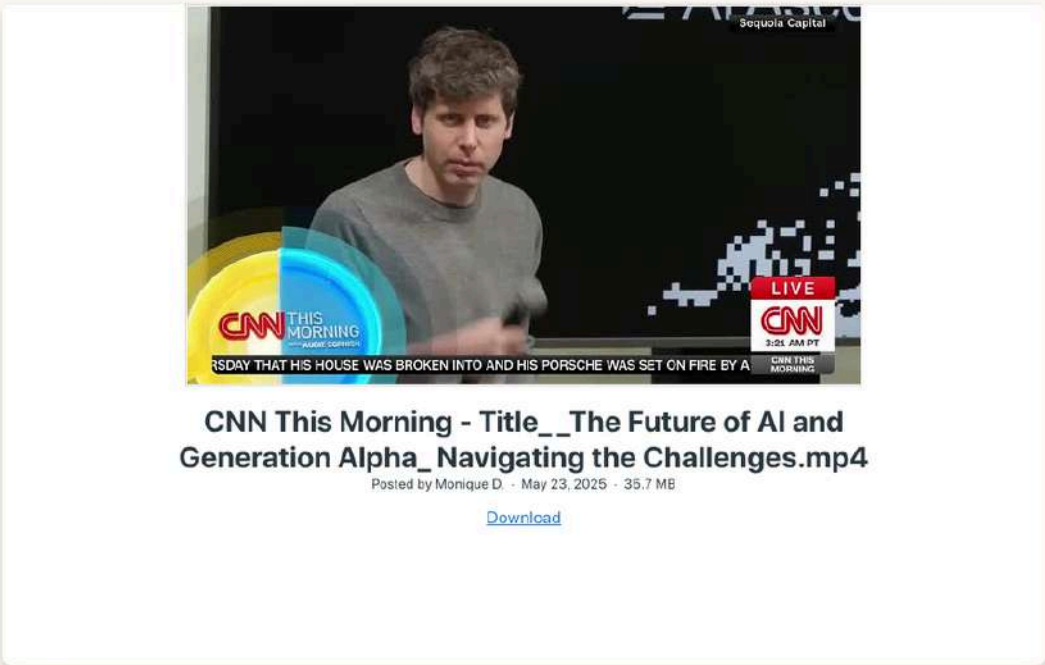 Sequoia Capital
CNN THIS
MORNING
LIVE
CNN
3:21 AM PT
RSDAY THAT HIS HOUSE WAS BROKEN INTO AND HIS PORSCHE WAS SET ON FIRE BY A
CNN THIS
MORNING
CNN This Morning - Title_ _The Future of AI and
Generation Alpha_ Navigating the Challenges.mp4
Posted by Monique D. · May 23, 2025 · 35.7 MB
Download